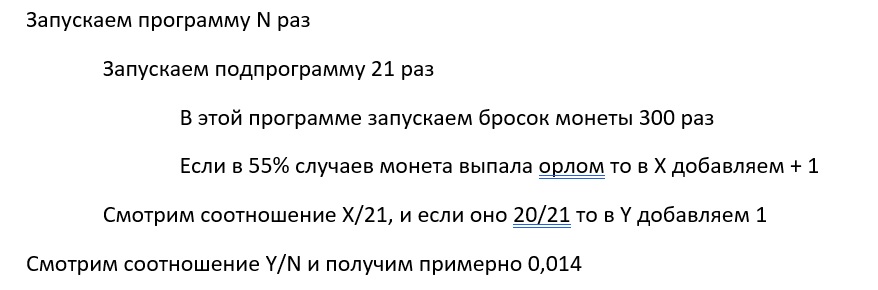 Запускаем программу N раз
Запускаем подпрограмму 21 раз
В этой программе запускаем бросок монеты 300 раз
Если в 55% случаев монета выпала орлом то в X добавляем + 1
Смотрим соотношение X/21, и если оно 20/21 то в Y добавляем 1
Смотрим соотношение Y/N и получим примерно 0,014